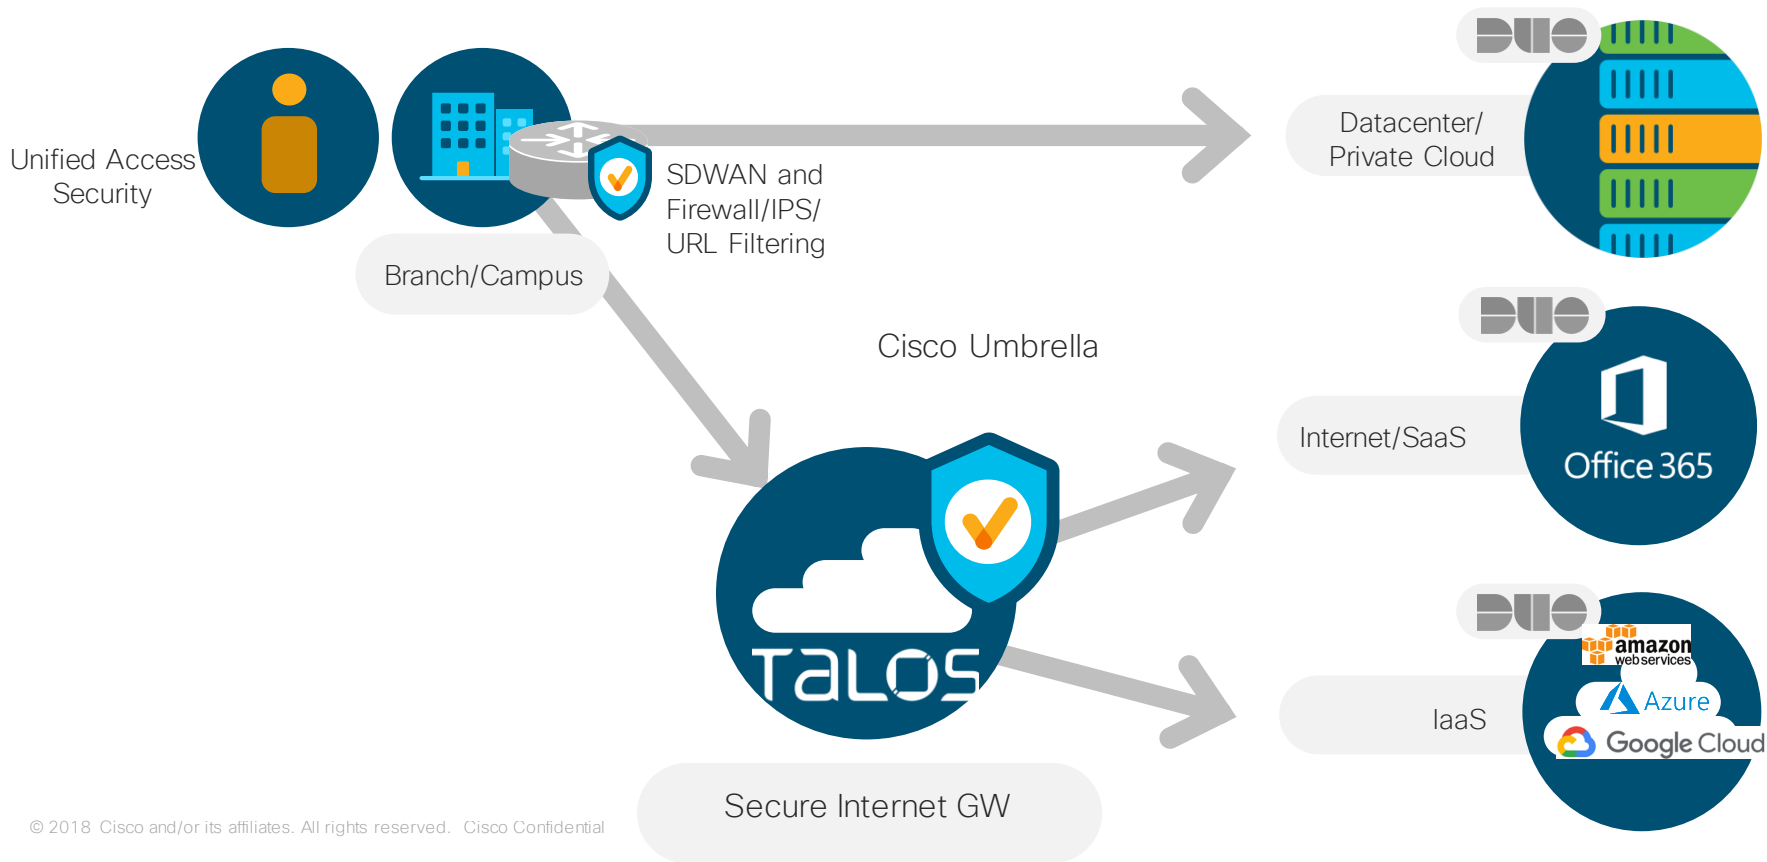 Unified Access
Security
Branch/Campus
SDWAN and
Firewall/IPS/
URL Filtering
DUO
Datacenter/
Private Cloud
Cisco Umbrella
DUO
Internet/SaaS
Office 365
TALOS
Secure Internet GW
DUO
IaaS
amazon
webservices
Azure
Google Cloud
© 2018 Cisco and/or its affiliates. All rights reserved. Cisco Confidential